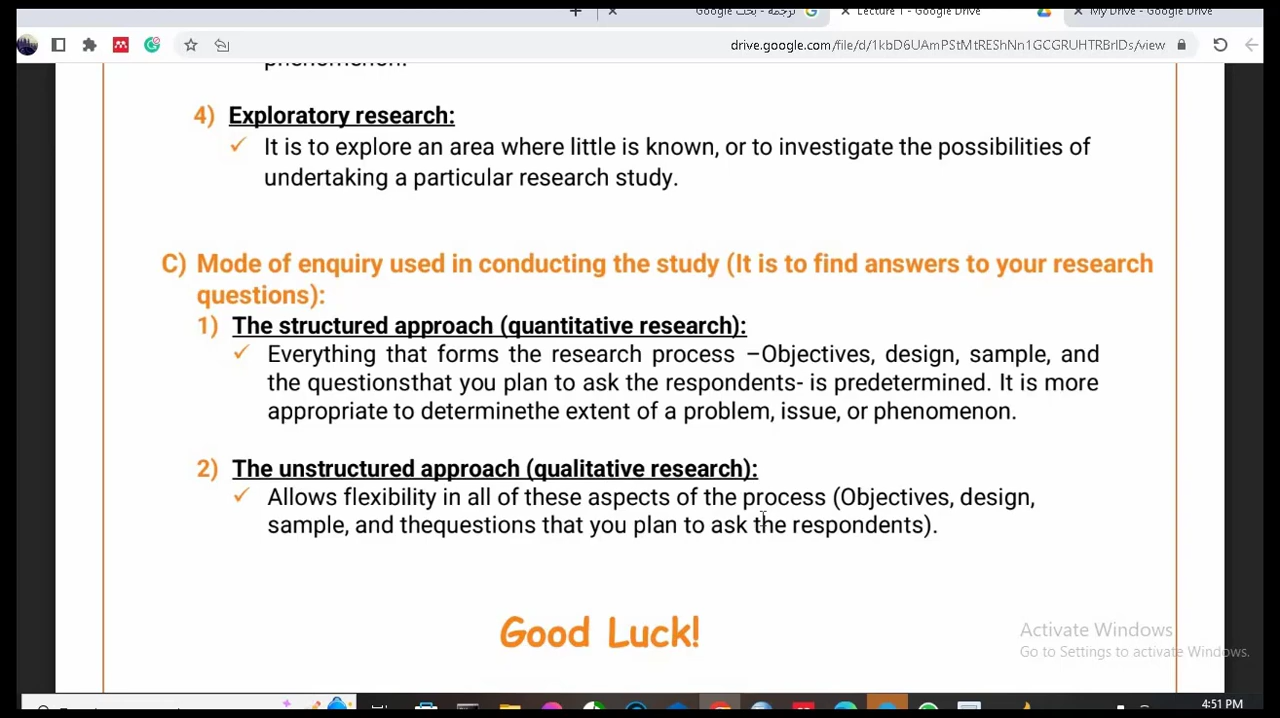 ترجمة - بحث Google
Lecture 1 - Google Drive
My Drive - Google Drive
drive.google.com/file/d/1kbD6UAmPStMtREShNn1GCGRUHTRBrIDs/view
phenomenon.
4) Exploratory research:
✓ It is to explore an area where little is known, or to investigate the possibilities of
undertaking a particular research study.
C) Mode of enquiry used in conducting the study (It is to find answers to your research
questions):
1) The structured approach (quantitative research):
✓ Everything that forms the research process –Objectives, design, sample, and
the questionsthat you plan to ask the respondents- is predetermined. It is more
appropriate to determinethe extent of a problem, issue, or phenomenon.
2) The unstructured approach (qualitative research):
✓ Allows flexibility in all of these aspects of the process (Objectives, design,
sample, and thequestions that you plan to ask the respondents).
Good Luck!
Activate Windows
Go to Settings to activate Windows.
4:51 PM